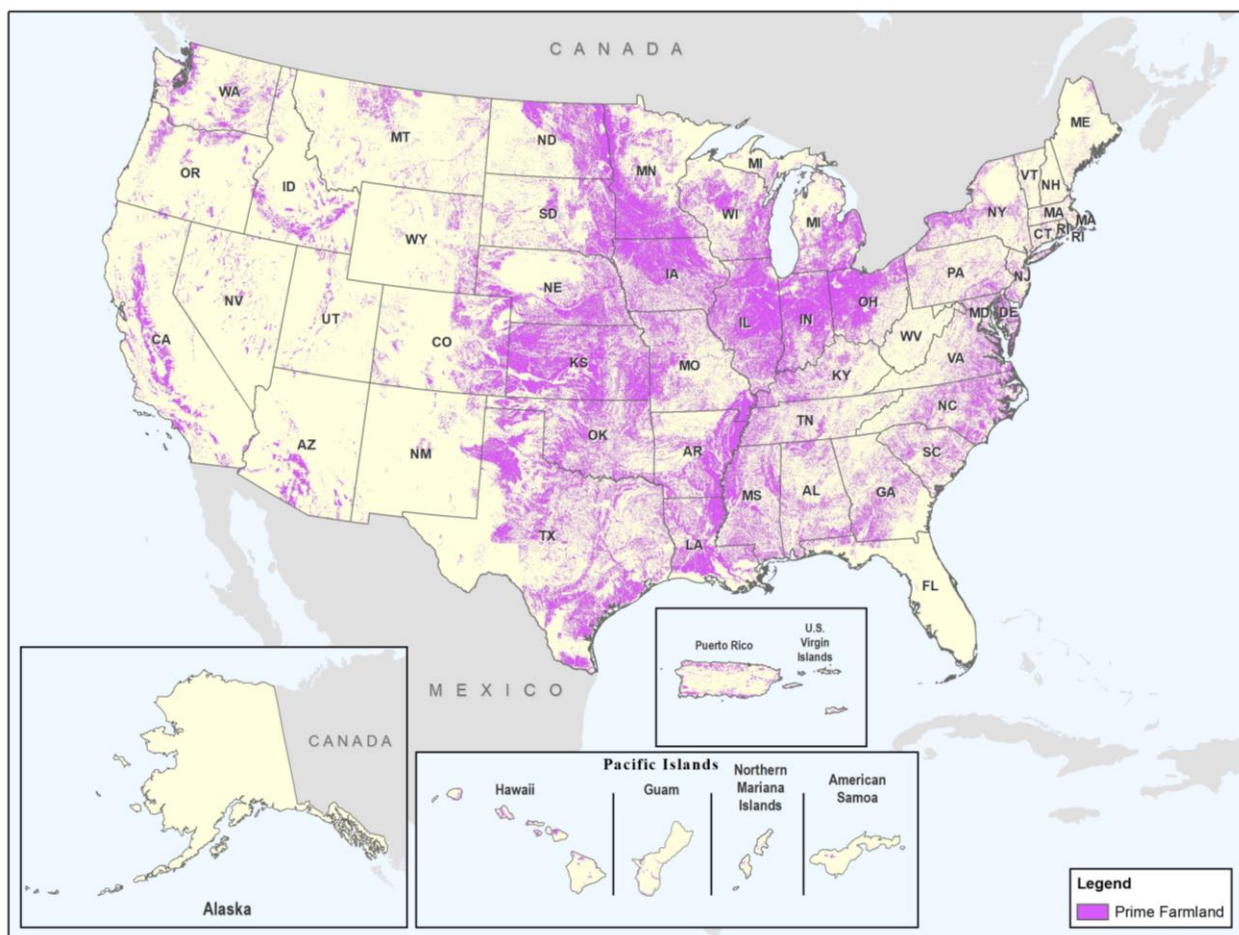 CANADA
WA
MT
ND
MN
MI
ME
VT
NH
OR
ID
SD
WI
MI
NY
MA
MA
CT
RI
RI
WY
IA
PA
NJ
NE
OH
NV
UT
IL
IN
MD
DE
CA
CO
WV
KS
MO
VA
KY
NC
TN
AZ
NM
OK
AR
SC
MS
AL
GA
TX
LA
FL
MEXICO
Puerto Rico
U.S.
Virgin
Islands
CANADA
Alaska
Pacific Islands
Hawaii
Guam
Northern
Mariana
Islands
American
Samoa
Legend
Prime Farmland